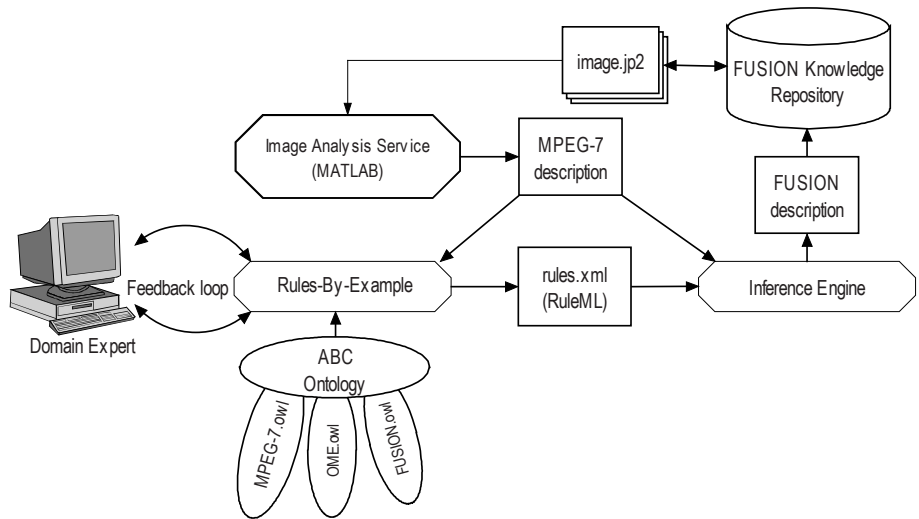 image.jp2
FUSION Knowledge
Repository
Image Analysis Service
(MATLAB)
MPEG-7
description
FUSION
description
Feedback loop
Rules-By-Example
rules.xml
(RuleML)
Inference Engine
Domain Expert
ABC
Ontology
MPEG-7.owl
OME.owl
FUSION.owl